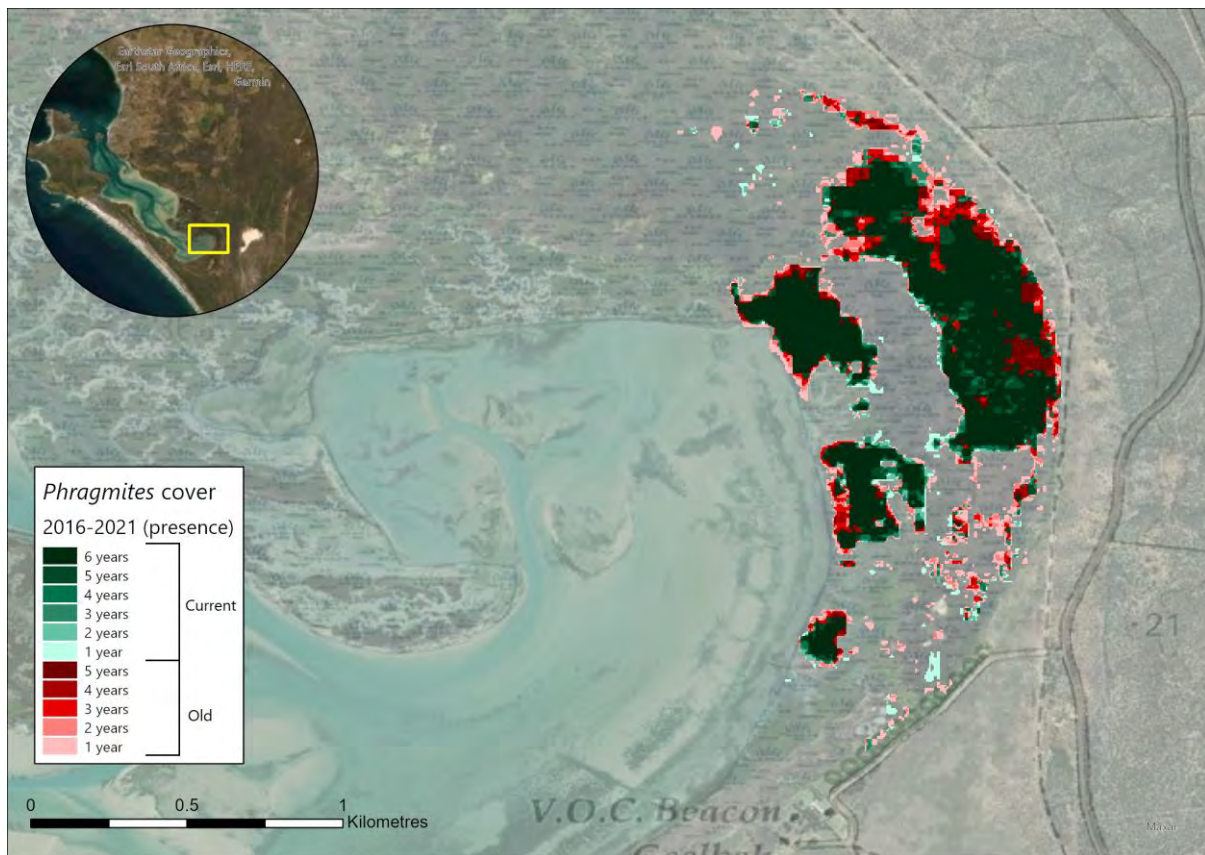 Earthstar Geographics,
Esri South Africa, Esri, HERE,
Garmin
21
Phragmites cover
2016-2021 (presence)
6 years
5 years
4 years
3 years
2 years
1 year
Current
5 years
4 years
3 years
2 years
1 year
Old
0 0.5 1
Kilometres
V.O.C. Beacon
Maxar